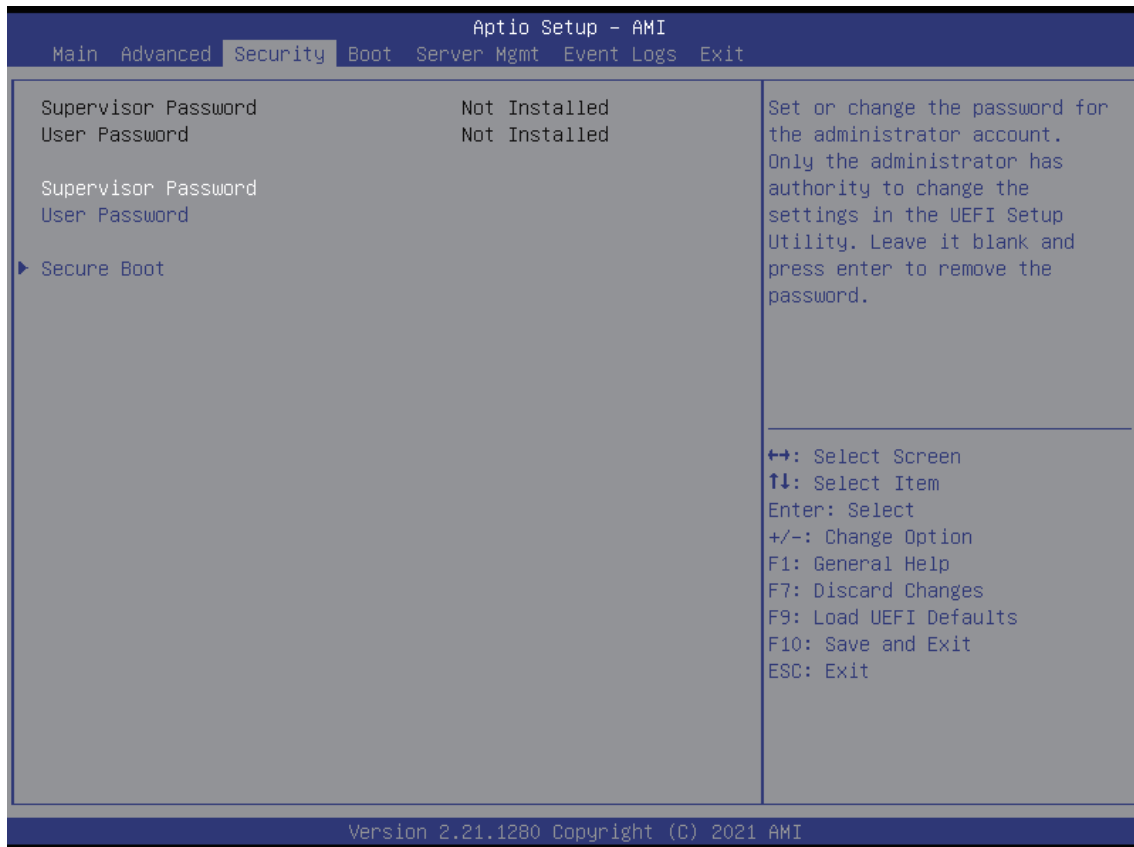 Aptio Setup – AMI
Main Advanced Security Boot Server Mgmt Event Logs Exit
Supervisor Password Not Installed
User Password Not Installed
Supervisor Password
User Password
▶ Secure Boot
Set or change the password for
the administrator account.
Only the administrator has
authority to change the
settings in the UEFI Setup
Utility. Leave it blank and
press enter to remove the
password.
↔: Select Screen
↑↓: Select Item
Enter: Select
+/-: Change Option
F1: General Help
F7: Discard Changes
F9: Load UEFI Defaults
F10: Save and Exit
ESC: Exit
Version 2.21.1280 Copyright (C) 2021 AMI